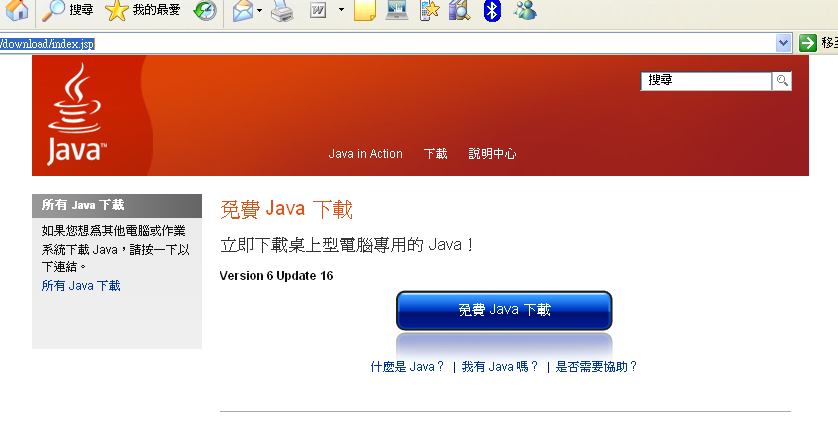 搜尋 我的最愛
/download/index.jsp 移至
Java™
搜尋
Java in Action 下載 說明中心
所有 Java 下載
如果您想為其他電腦或作業
系統下載 Java，請按一下以
下連結。
所有 Java 下載
免費 Java 下載
立即下載桌上型電腦專用的 Java！
Version 6 Update 16
免費 Java 下載
什麼是 Java？ | 我有 Java 嗎？ | 是否需要協助？